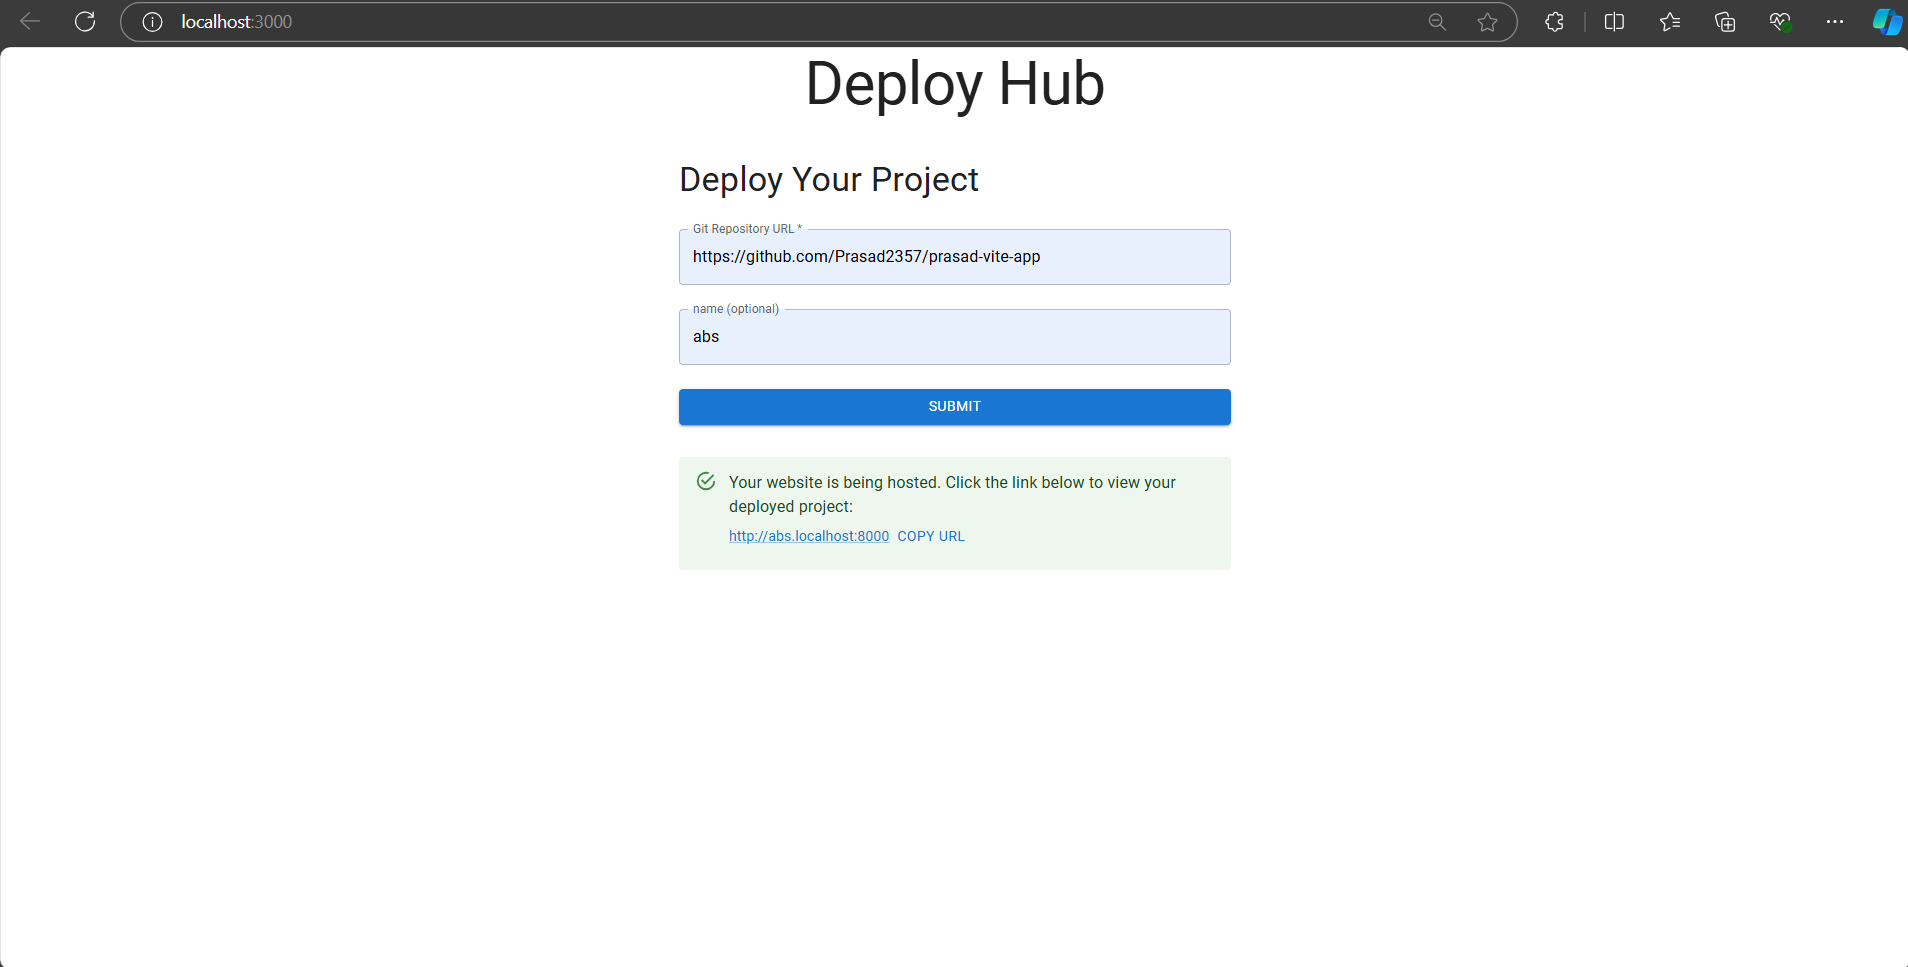 localhost:3000
Deploy Hub
Deploy Your Project
Git Repository URL *
https://github.com/Prasad2357/prasad-vite-app
name (optional)
abs
SUBMIT
Your website is being hosted. Click the link below to view your
deployed project:
http://abs.localhost:8000 COPY URL